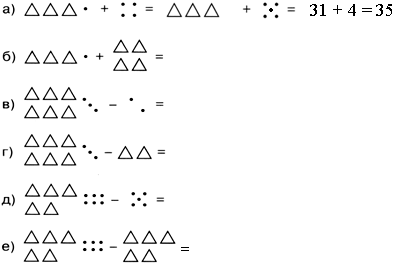 а) + = + = 31 + 4 = 35
б) + =
в) – =
г) – =
д) – =
е) – =